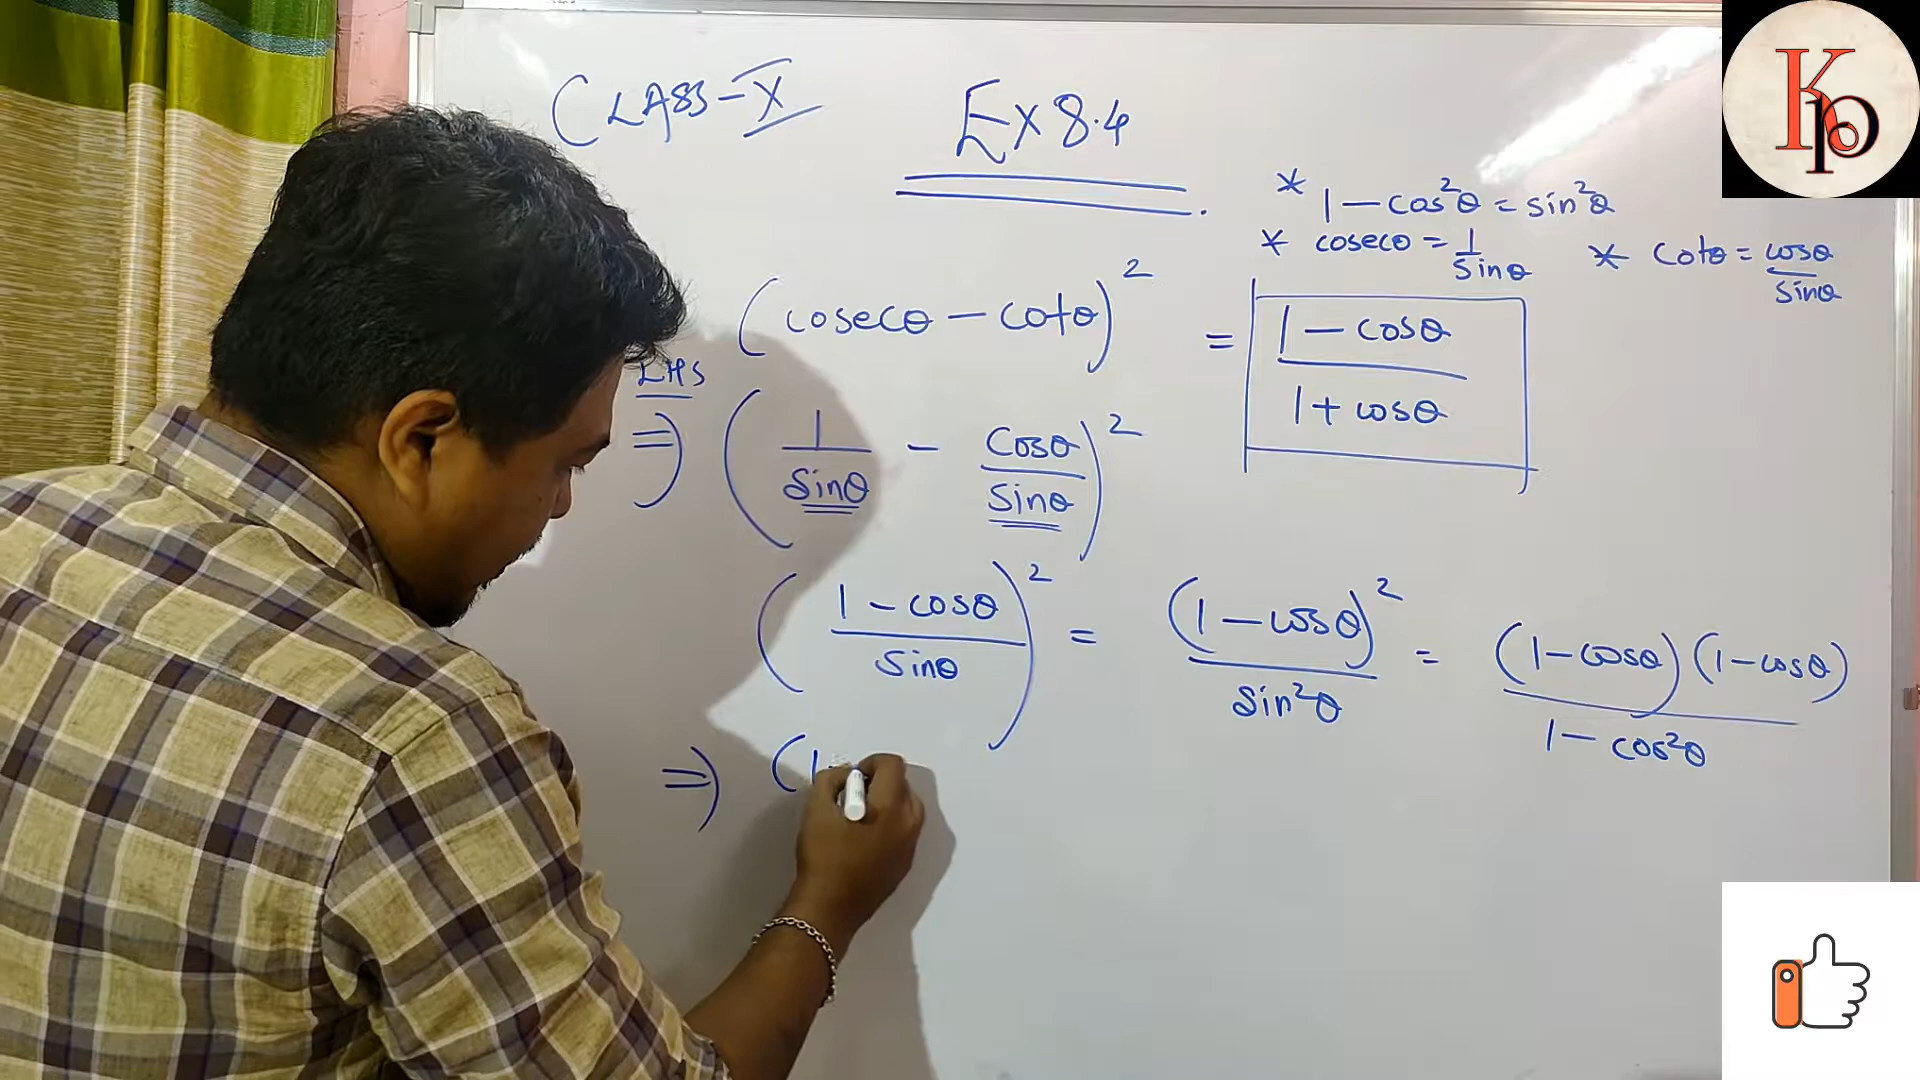 CLASS-X
Ex 8.4
* 1 - cos²θ = sin²θ
* cosecθ = 1/sinθ * cotθ = cosθ/sinθ
(cosecθ - cotθ)² = (1 - cosθ)/(1 + cosθ)
LHS
⇒ (1/sinθ - cosθ/sinθ)²
((1 - cosθ)/sinθ)² = (1 - cosθ)²/sin²θ = (1-cosθ)(1-cosθ)/(1 - cos²θ)
⇒ (1 -
KP